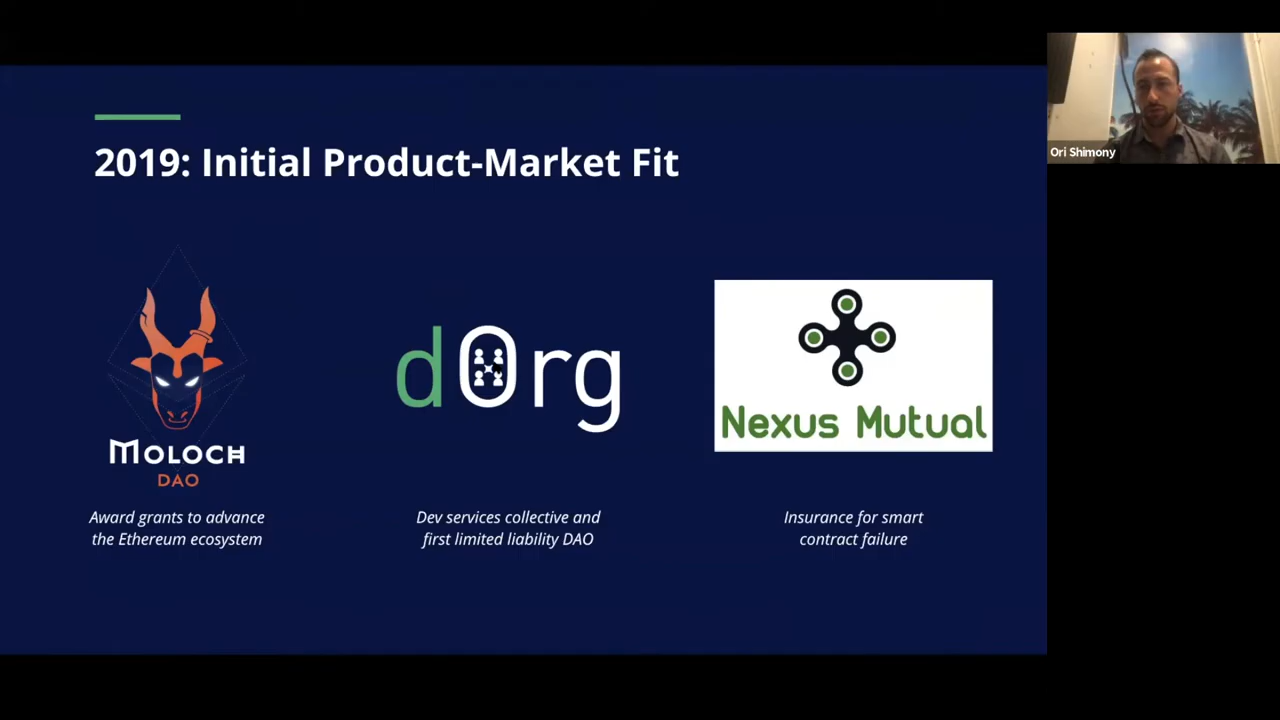 2019: Initial Product-Market Fit
Ori Shimony
MOLOCH
DAO
dOrg
Nexus Mutual
Award grants to advance
the Ethereum ecosystem
Dev services collective and
first limited liability DAO
Insurance for smart
contract failure